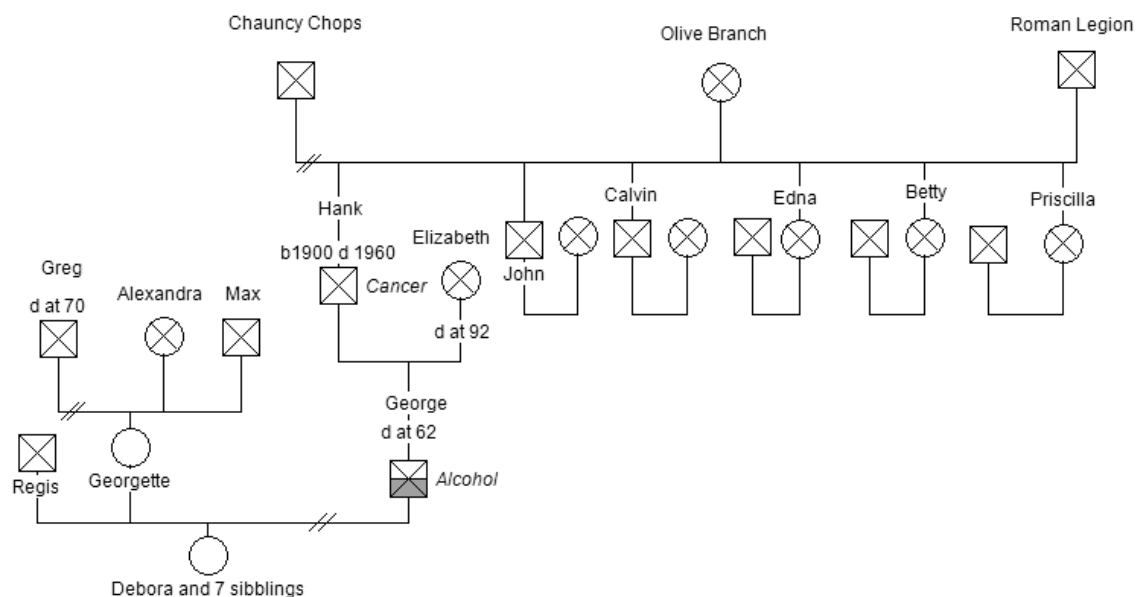 Chauncy Chops
Olive Branch
Roman Legion
Hank
Calvin
Edna
Betty
Priscilla
b1900 d 1960
Elizabeth
John
Cancer
d at 92
Greg
d at 70
Alexandra
Max
George
d at 62
Alcohol
Regis
Georgette
Debora and 7 sibblings